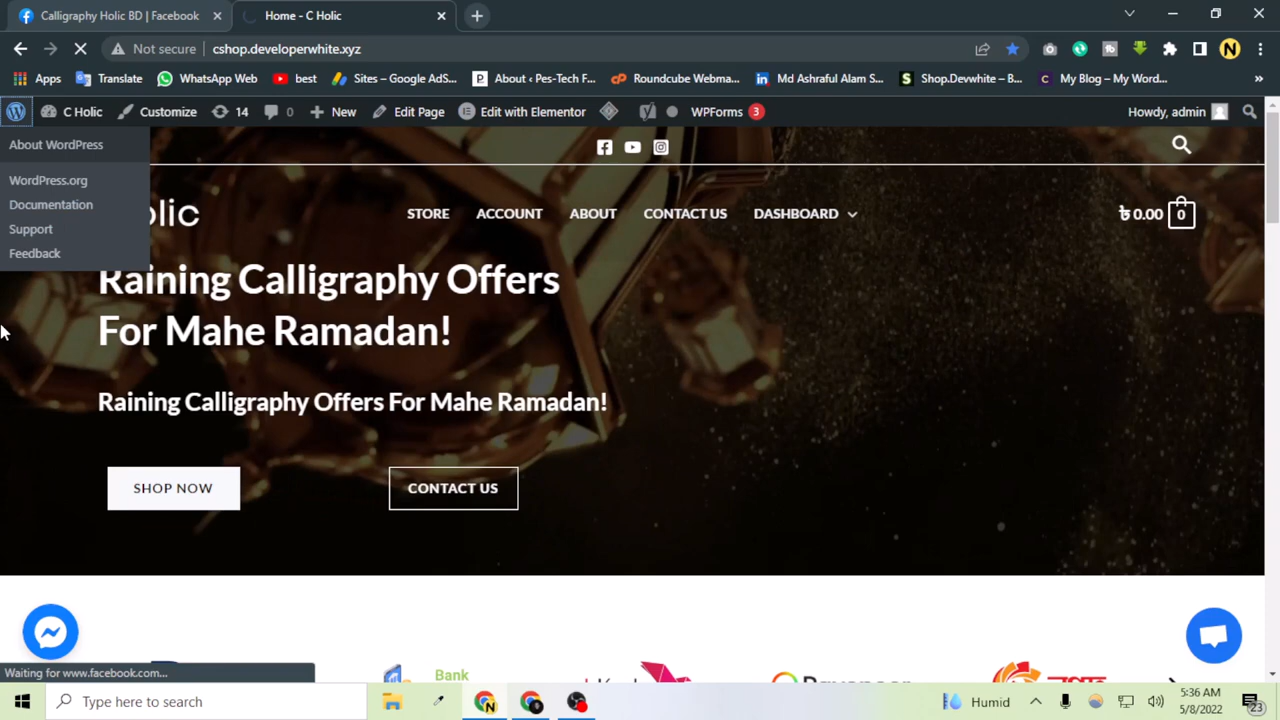 Calligraphy Holic BD | Facebook
Home - C Holic
Not secure
cshop.developerwhite.xyz
N
Apps
Translate
WhatsApp Web
best
Sites – Google AdS...
About ‹ Pes-Tech F...
Roundcube Webma...
Md Ashraful Alam S...
Shop.Devwhite – B...
My Blog – My Wor...
C Holic
Customize
14
0
New
Edit Page
Edit with Elementor
WPForms 3
Howdy, admin
About WordPress
WordPress.org
Documentation
Support
Feedback
olic
STORE
ACCOUNT
ABOUT
CONTACT US
DASHBOARD
৳ 0.00
0
Raining Calligraphy Offers
For Mahe Ramadan!
Raining Calligraphy Offers For Mahe Ramadan!
SHOP NOW
CONTACT US
Bank
Waiting for www.facebook.com...
Type here to search
Humid
5:36 AM
5/8/2022
23